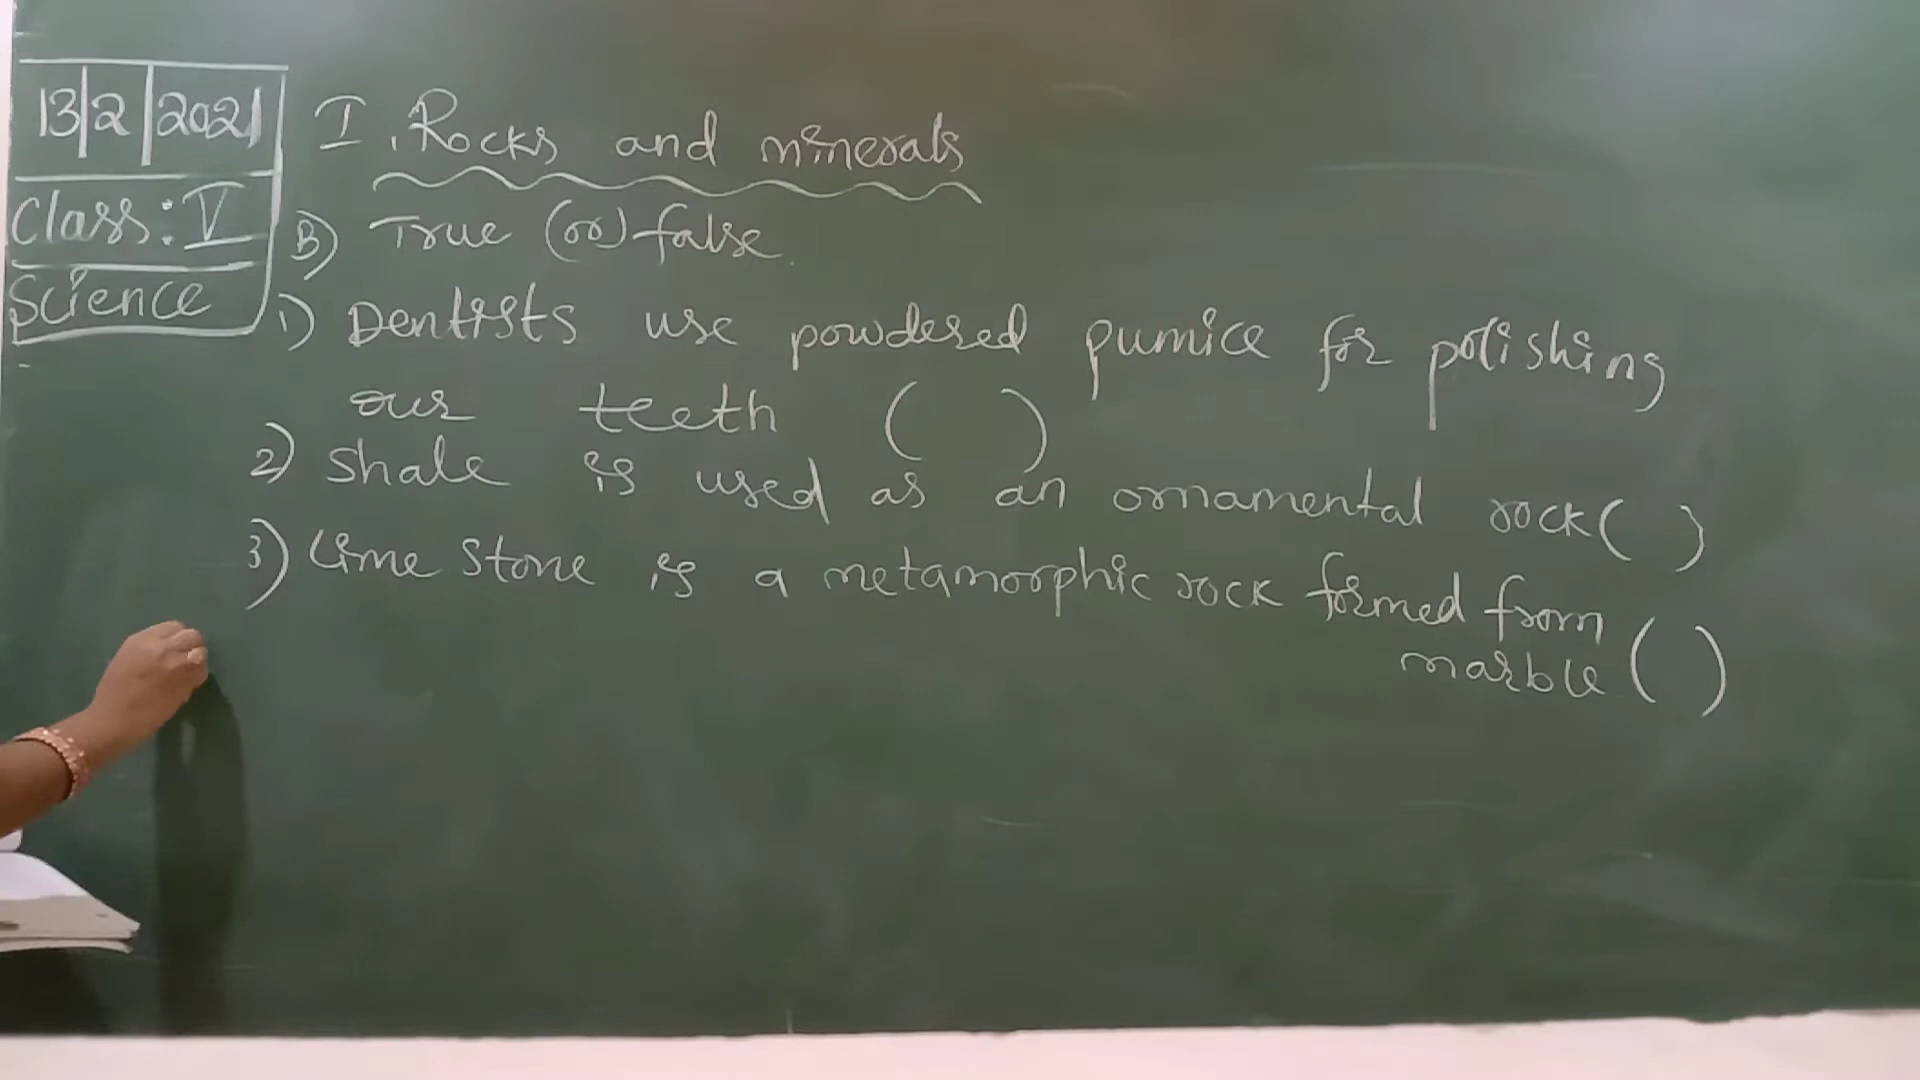 13/2/2021
Class: V
Science
I. Rocks and minerals
B) True (or) false.
1) Dentists use powdered pumice for polishing
our teeth ( )
2) Shale is used as an ornamental rock ( )
3) Lime stone is a metamorphic rock formed from
marble ( )